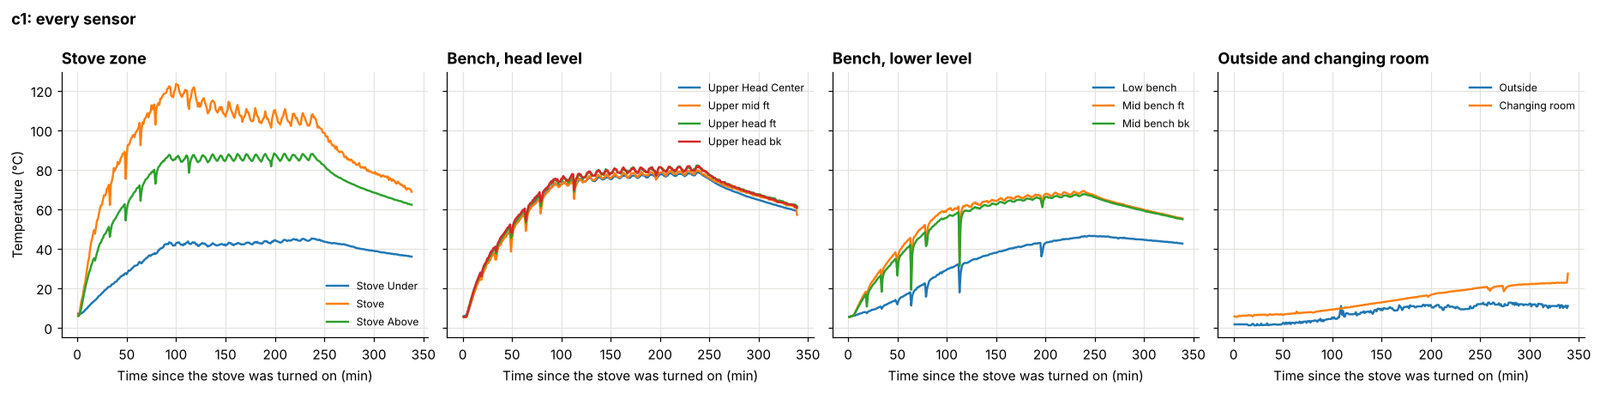 c1: every sensor
Stove zone
Temperature (°C)
120
100
80
60
40
20
0
Stove Under
Stove
Stove Above
0 50 100 150 200 250 300 350
Time since the stove was turned on (min)
Bench, head level
Upper Head Center
Upper mid ft
Upper head ft
Upper head bk
0 50 100 150 200 250 300 350
Time since the stove was turned on (min)
Bench, lower level
Low bench
Mid bench ft
Mid bench bk
0 50 100 150 200 250 300 350
Time since the stove was turned on (min)
Outside and changing room
Outside
Changing room
0 50 100 150 200 250 300 350
Time since the stove was turned on (min)